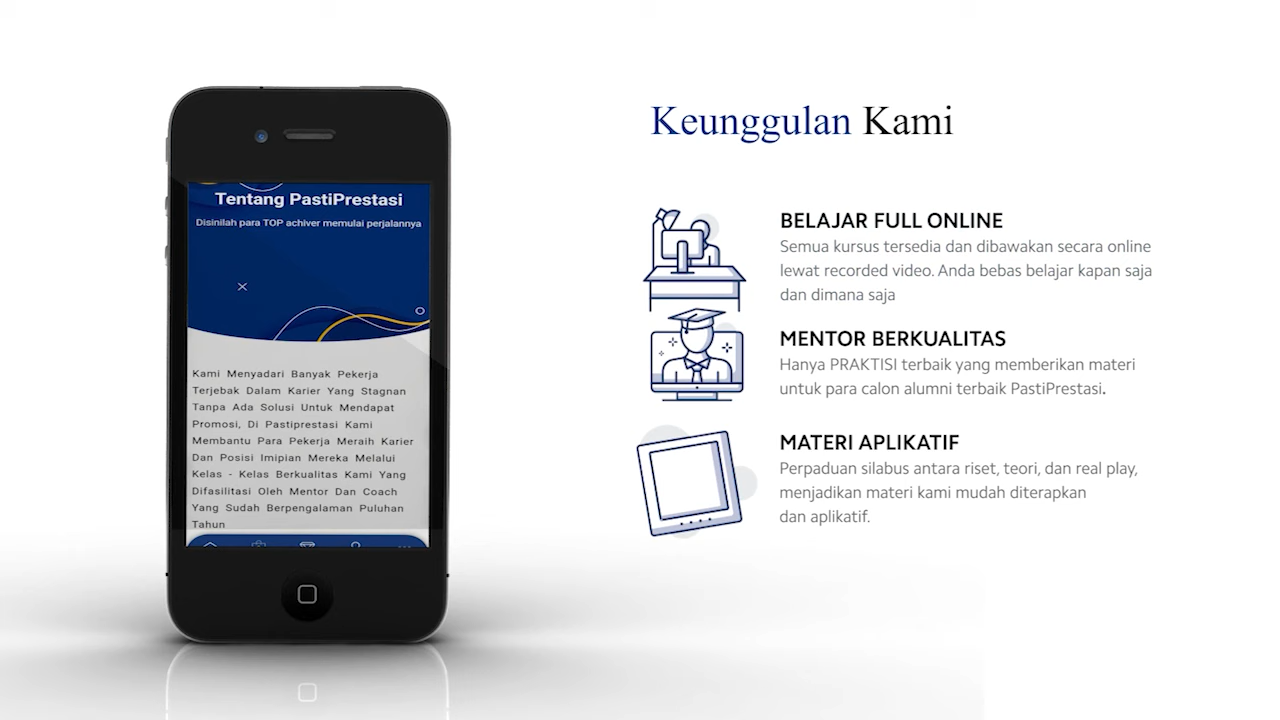 Tentang PastiPrestasi
Disinilah para TOP achiver memulai perjalannya
Kami Menyadari Banyak Pekerja
Terjebak Dalam Karier Yang Stagnan
Tanpa Ada Solusi Untuk Mendapat
Promosi, Di Pastiprestasi Kami
Membantu Para Pekerja Meraih Karier
Dan Posisi Imipian Mereka Melalui
Kelas - Kelas Berkualitas Kami Yang
Difasilitasi Oleh Mentor Dan Coach
Yang Sudah Berpengalaman Puluhan
Tahun
Keunggulan Kami
BELAJAR FULL ONLINE
Semua kursus tersedia dan dibawakan secara online
lewat recorded video. Anda bebas belajar kapan saja
dan dimana saja
MENTOR BERKUALITAS
Hanya PRAKTISI terbaik yang memberikan materi
untuk para calon alumni terbaik PastiPrestasi.
MATERI APLIKATIF
Perpaduan silabus antara riset, teori, dan real play,
menjadikan materi kami mudah diterapkan
dan aplikatif.